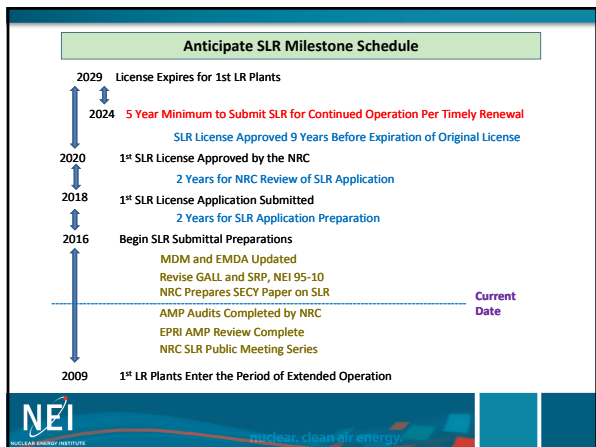 Anticipate SLR Milestone Schedule
2029 License Expires for 1st LR Plants
2024 5 Year Minimum to Submit SLR for Continued Operation Per Timely Renewal
SLR License Approved 9 Years Before Expiration of Original License
2020 1st SLR License Approved by the NRC
2 Years for NRC Review of SLR Application
2018 1st SLR License Application Submitted
2 Years for SLR Application Preparation
2016 Begin SLR Submittal Preparations
MDM and EMDA Updated
Revise GALL and SRP, NEI 95-10
NRC Prepares SECY Paper on SLR
Current
Date
AMP Audits Completed by NRC
EPRI AMP Review Complete
NRC SLR Public Meeting Series
2009 1st LR Plants Enter the Period of Extended Operation
NEI
NUCLEAR ENERGY INSTITUTE
nuclear. clean air energy.